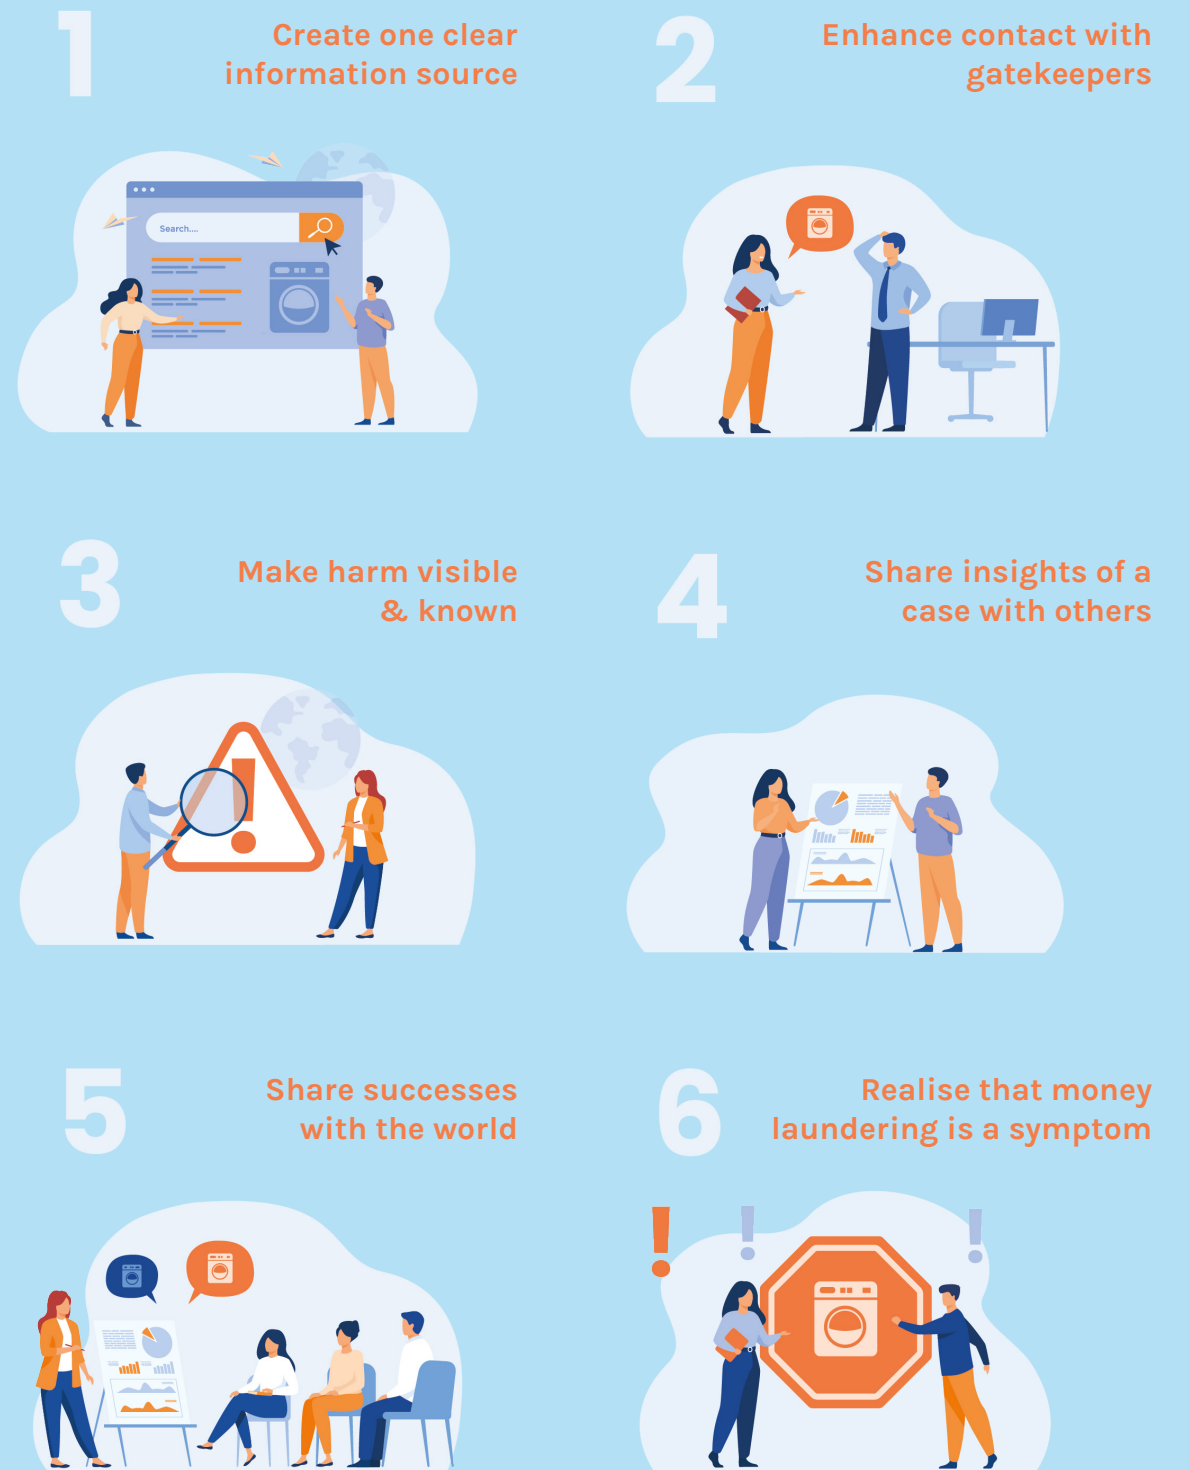 1
Create one clear
information source
Search....
2
Enhance contact with
gatekeepers
3
Make harm visible
& known
4
Share insights of a
case with others
5
Share successes
with the world
6
Realise that money
laundering is a symptom